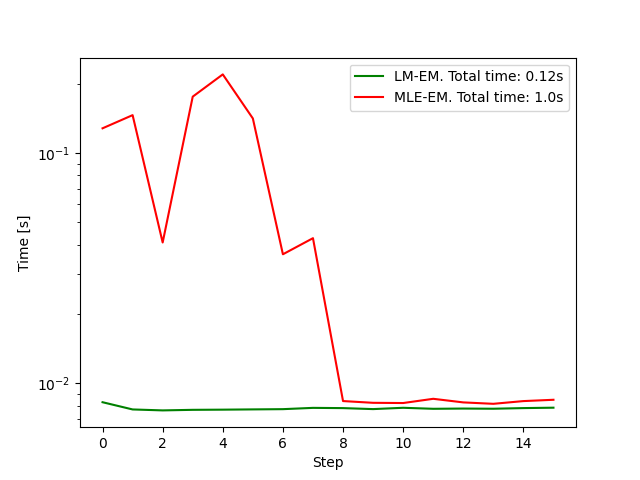 LM-EM. Total time: 0.12s
MLE-EM. Total time: 1.0s
10⁻¹
10⁻²
Time [s]
0 2 4 6 8 10 12 14
Step